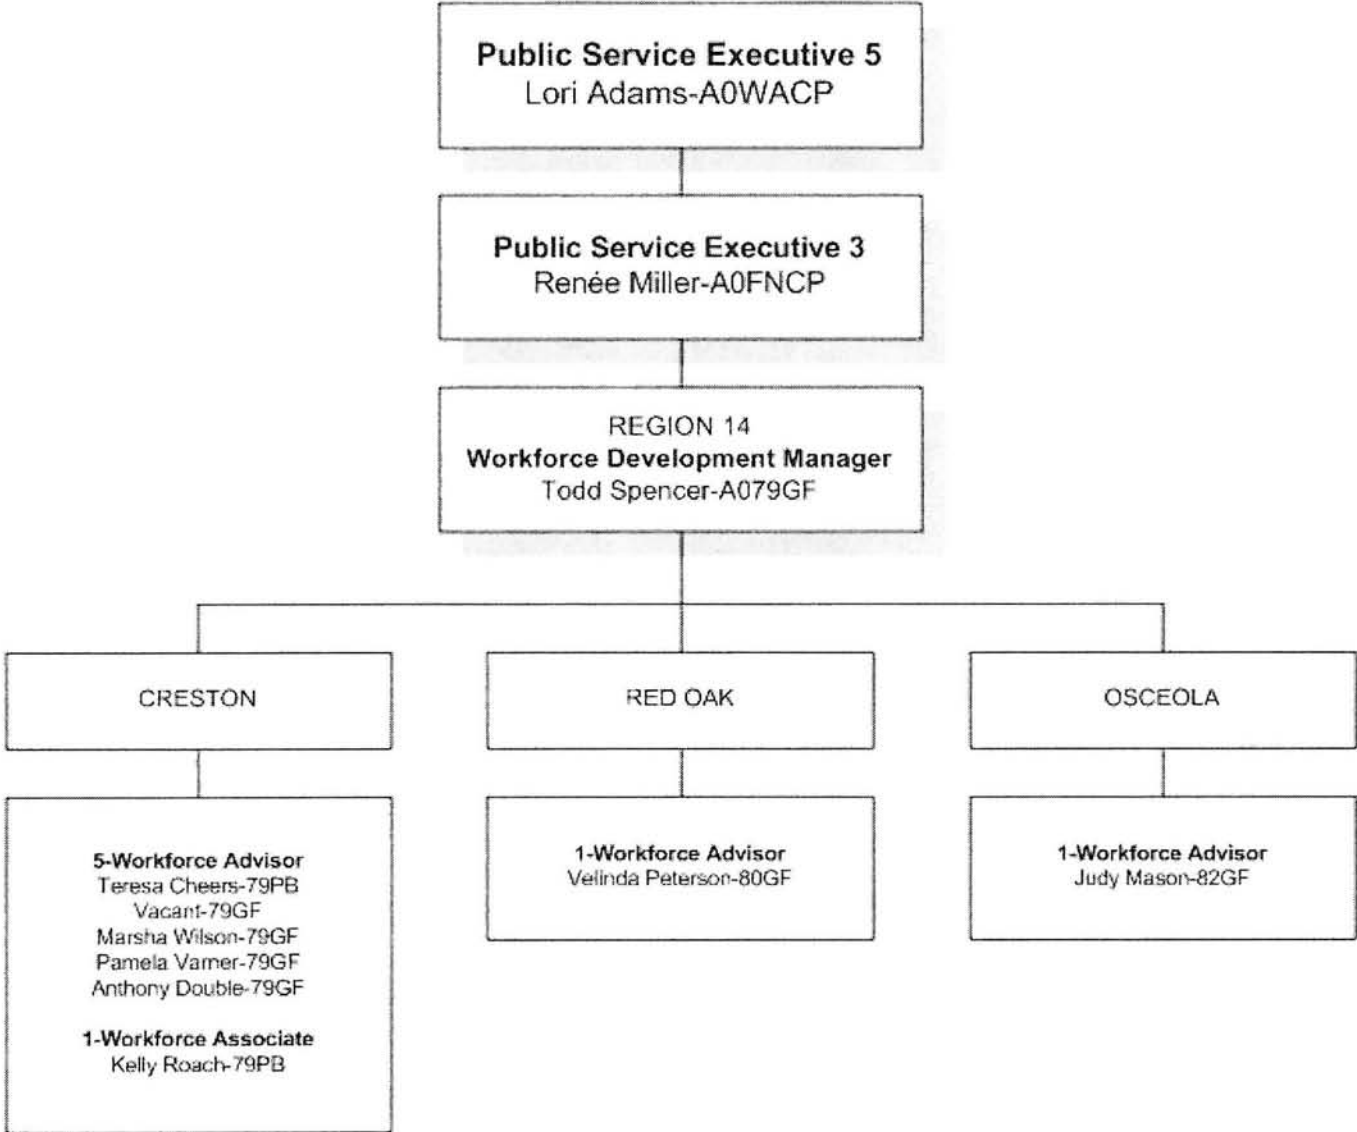 Public Service Executive 5
Lori Adams-A0WACP
Public Service Executive 3
Renée Miller-A0FNCP
REGION 14
Workforce Development Manager
Todd Spencer-A079GF
CRESTON
RED OAK
OSCEOLA
5-Workforce Advisor
Teresa Cheers-79PB
Vacant-79GF
Marsha Wilson-79GF
Pamela Varner-79GF
Anthony Double-79GF
1-Workforce Associate
Kelly Roach-79PB
1-Workforce Advisor
Velinda Peterson-80GF
1-Workforce Advisor
Judy Mason-82GF